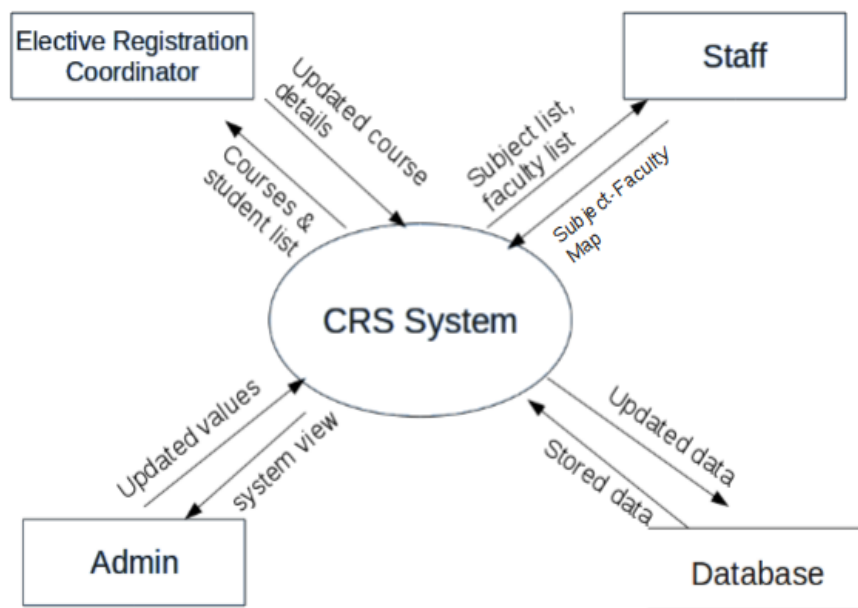 Elective Registration
Coordinator
Staff
Updated course
details
Courses &
student list
Subject list,
faculty list
Subject-Faculty
Map
CRS System
Updated values
system view
Updated data
Stored data
Admin
Database